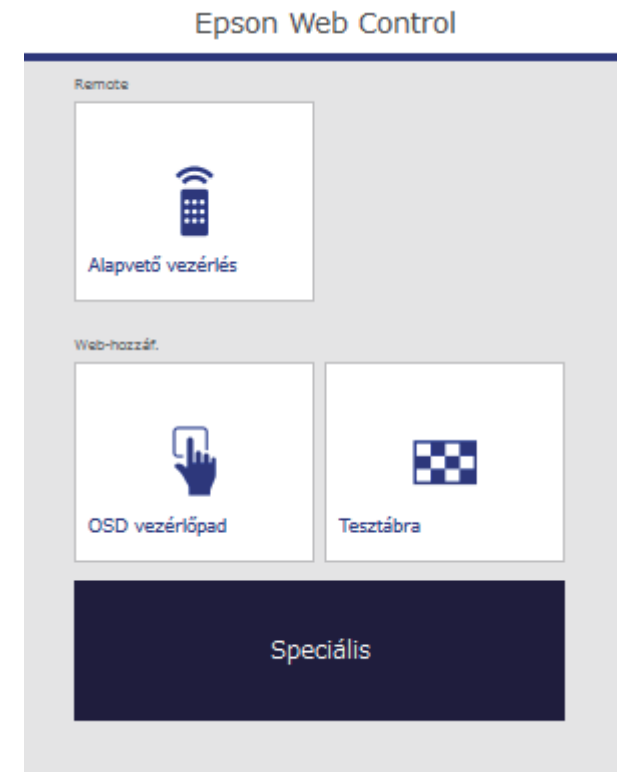 Epson Web Control
Remote
Alapvető vezérlés
Web-hozzáf.
OSD vezérlőpad
Tesztábra
Speciális